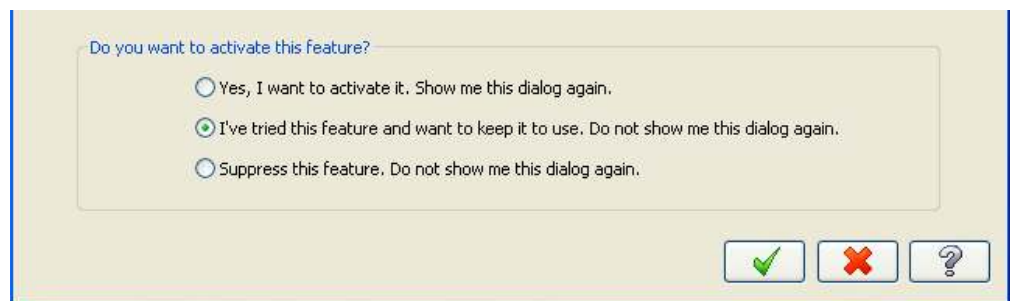 Do you want to activate this feature?
Yes, I want to activate it. Show me this dialog again.
I've tried this feature and want to keep it to use. Do not show me this dialog again.
Suppress this feature. Do not show me this dialog again.